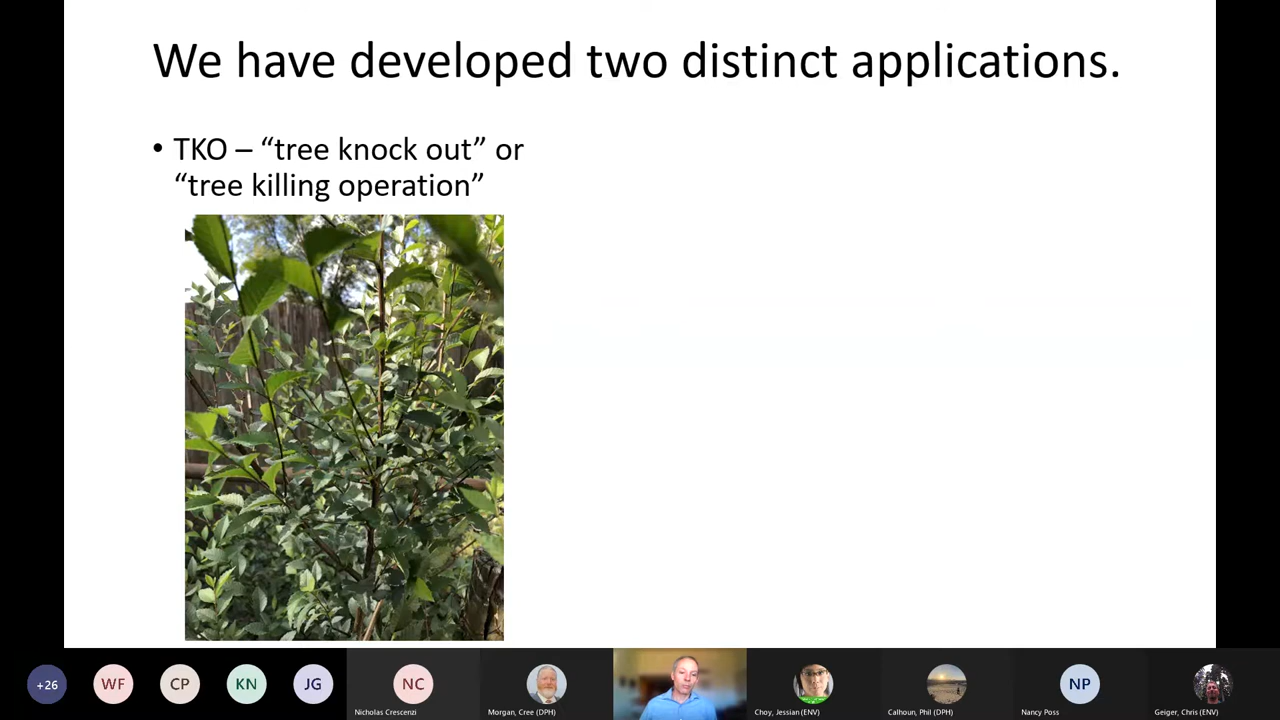 We have developed two distinct applications.
• TKO – “tree knock out” or
“tree killing operation”
+26
WF
CP
KN
JG
NC
NP
Nicholas Crescenzi
Morgan, Cree (DPH)
Choy, Jessian (ENV)
Calhoun, Phil (DPH)
Nancy Poss
Geiger, Chris (ENV)